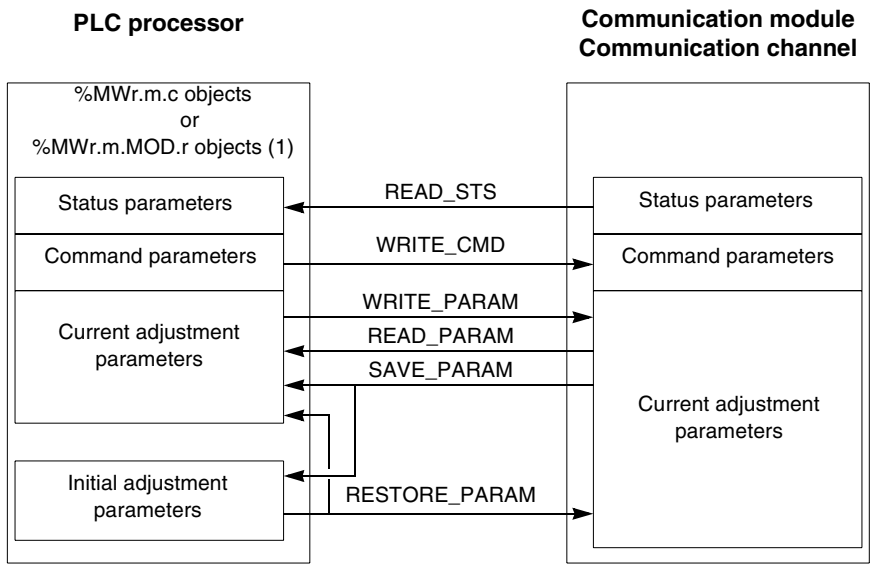 PLC processor
Communication module
Communication channel
%MWr.m.c objects
or
%MWr.m.MOD.r objects (1)
Status parameters
READ_STS
Status parameters
Command parameters
WRITE_CMD
Command parameters
WRITE_PARAM
Current adjustment
parameters
READ_PARAM
SAVE_PARAM
Current adjustment
parameters
Initial adjustment
parameters
RESTORE_PARAM